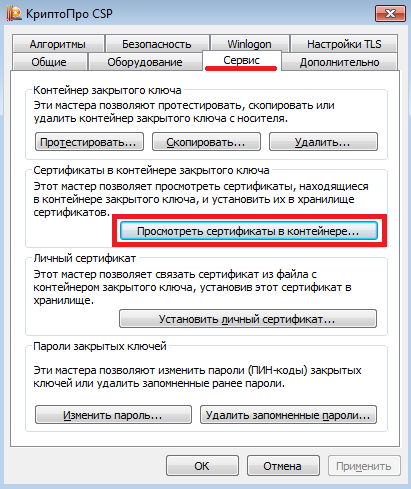 КриптоПро CSP
Алгоритмы Безопасность Winlogon Настройки TLS
Общие Оборудование Сервис Дополнительно
Контейнер закрытого ключа
Эти мастера позволяют протестировать, скопировать или
удалить контейнер закрытого ключа с носителя.
Протестировать... Скопировать... Удалить...
Сертификаты в контейнере закрытого ключа
Этот мастер позволяет просмотреть сертификаты, находящиеся
в контейнере закрытого ключа, и установить их в хранилище
сертификатов.
Просмотреть сертификаты в контейнере...
Личный сертификат
Этот мастер позволяет связать сертификат из файла с
контейнером закрытого ключа, установив этот сертификат в
хранилище.
Установить личный сертификат...
Пароли закрытых ключей
Эти мастера позволяют изменить пароли (ПИН-коды) закрытых
ключей или удалить запомненные ранее пароли.
Изменить пароль... Удалить запомненные пароли...
ОК Отмена Применить